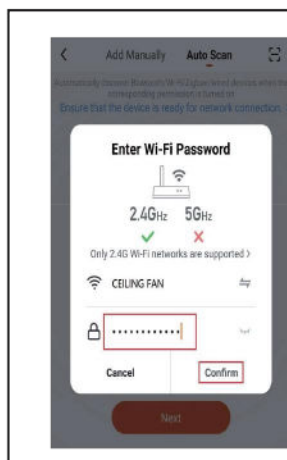 Add Manually Auto Scan
Ensure that the device is ready for network connection.
Enter Wi-Fi Password
2.4GHz 5GHz
Only 2.4G Wi-Fi networks are supported >
CEILING FAN
••••••••••••
Cancel Confirm
Next